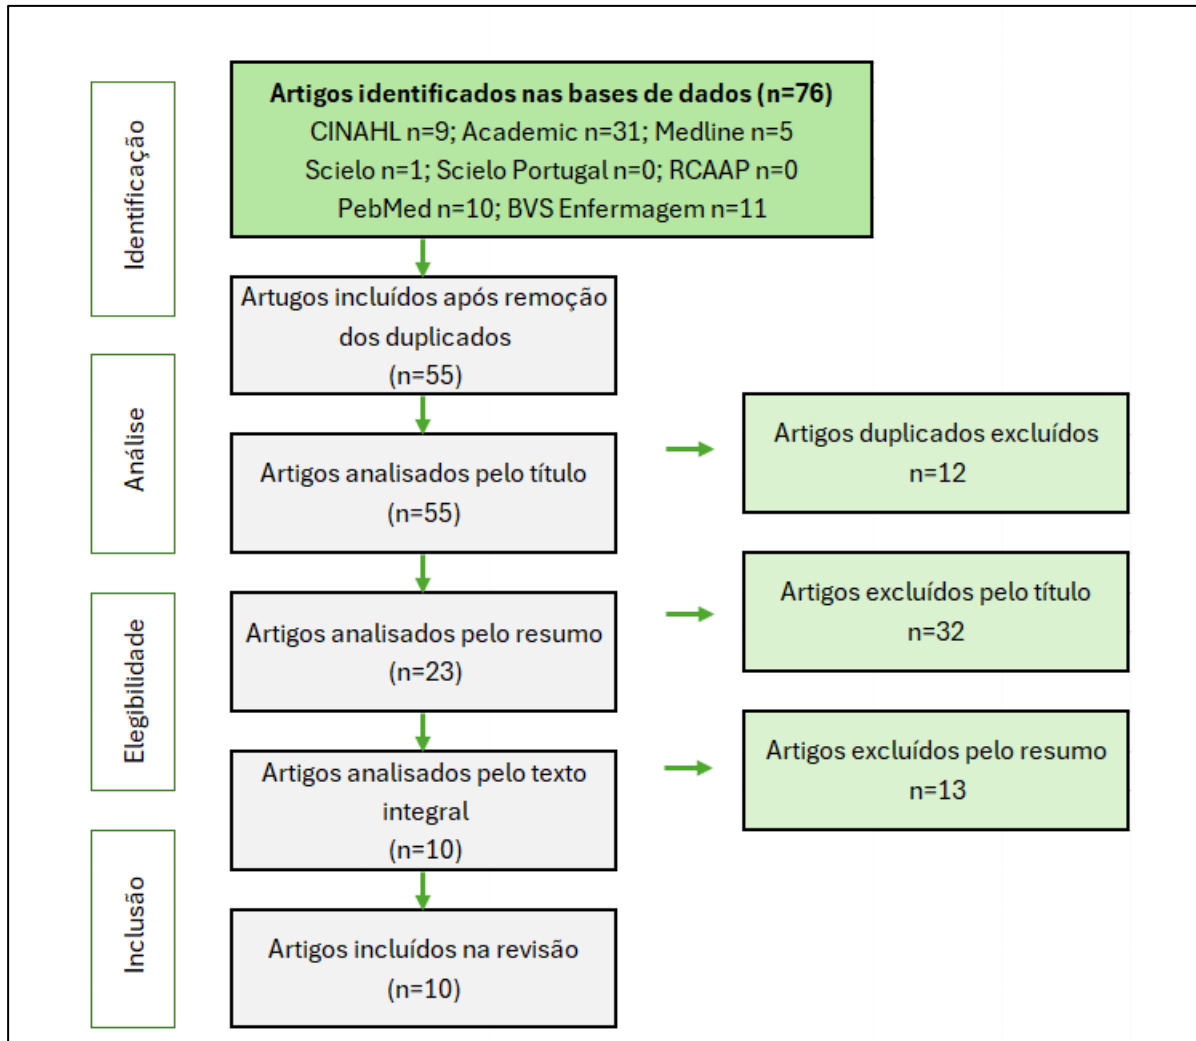 Identificação
Artigos identificados nas bases de dados (n=76)
CINAHL n=9; Academic n=31; Medline n=5
Scielo n=1; Scielo Portugal n=0; RCAAP n=0
PebMed n=10; BVS Enfermagem n=11
Artugos incluídos após remoção
dos duplicados
(n=55)
Análise
Artigos analisados pelo título
(n=55)
Artigos duplicados excluídos
n=12
Elegibilidade
Artigos analisados pelo resumo
(n=23)
Artigos excluídos pelo título
n=32
Artigos analisados pelo texto
integral
(n=10)
Artigos excluídos pelo resumo
n=13
Inclusão
Artigos incluídos na revisão
(n=10)